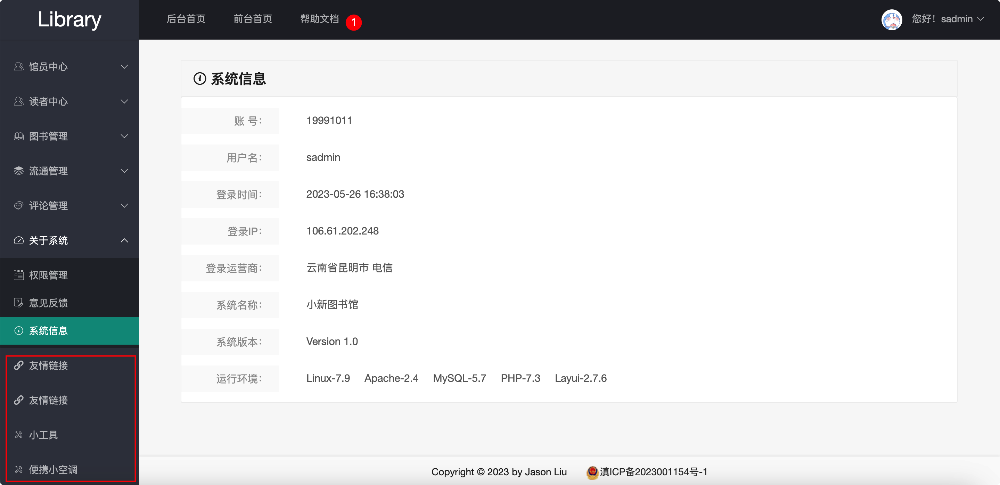 Library
后台首页 前台首页 帮助文档 1 您好！sadmin
馆员中心
读者中心
图书管理
流通管理
评论管理
关于系统
权限管理
意见反馈
系统信息
友情链接
友情链接
小工具
便携小空调
系统信息
账 号： 19991011
用户名： sadmin
登录时间： 2023-05-26 16:38:03
登录IP： 106.61.202.248
登录运营商： 云南省昆明市 电信
系统名称： 小新图书馆
系统版本： Version 1.0
运行环境： Linux-7.9 Apache-2.4 MySQL-5.7 PHP-7.3 Layui-2.7.6
Copyright © 2023 by Jason Liu 滇ICP备2023001154号-1